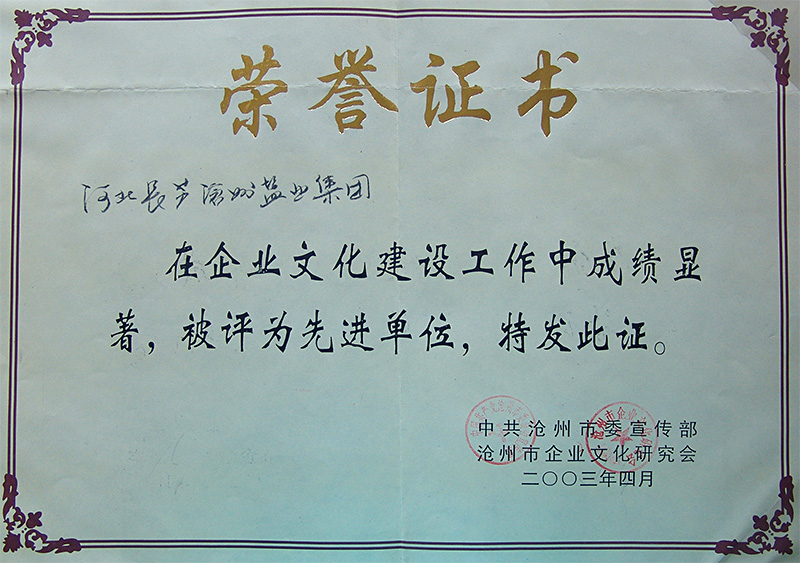 荣誉证书
河北长芦沧州盐业集团
在企业文化建设工作中成绩显
著，被评为先进单位，特发此证。
中共沧州市委宣传部
沧州市企业文化研究会
二〇〇三年四月